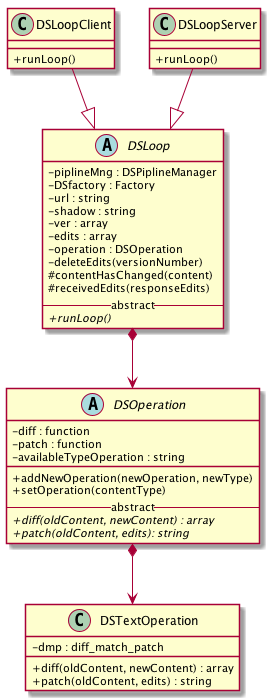 C DSLoopClient
+runLoop()
C DSLoopServer
+runLoop()
A DSLoop
-piplineMng : DSPiplineManager
-DSfactory : Factory
-url : string
-shadow : string
-ver : array
-edits : array
-operation : DSOperation
-deleteEdits(versionNumber)
#contentHasChanged(content)
#receivedEdits(responseEdits)
abstract
+runLoop()
A DSOperation
-diff : function
-patch : function
-availableTypeOperation : string
+addNewOperation(newOperation, newType)
+setOperation(contentType)
abstract
+diff(oldContent, newContent) : array
+patch(oldContent, edits): string
C DSTextOperation
-dmp : diff_match_patch
+diff(oldContent, newContent) : array
+patch(oldContent, edits) : string